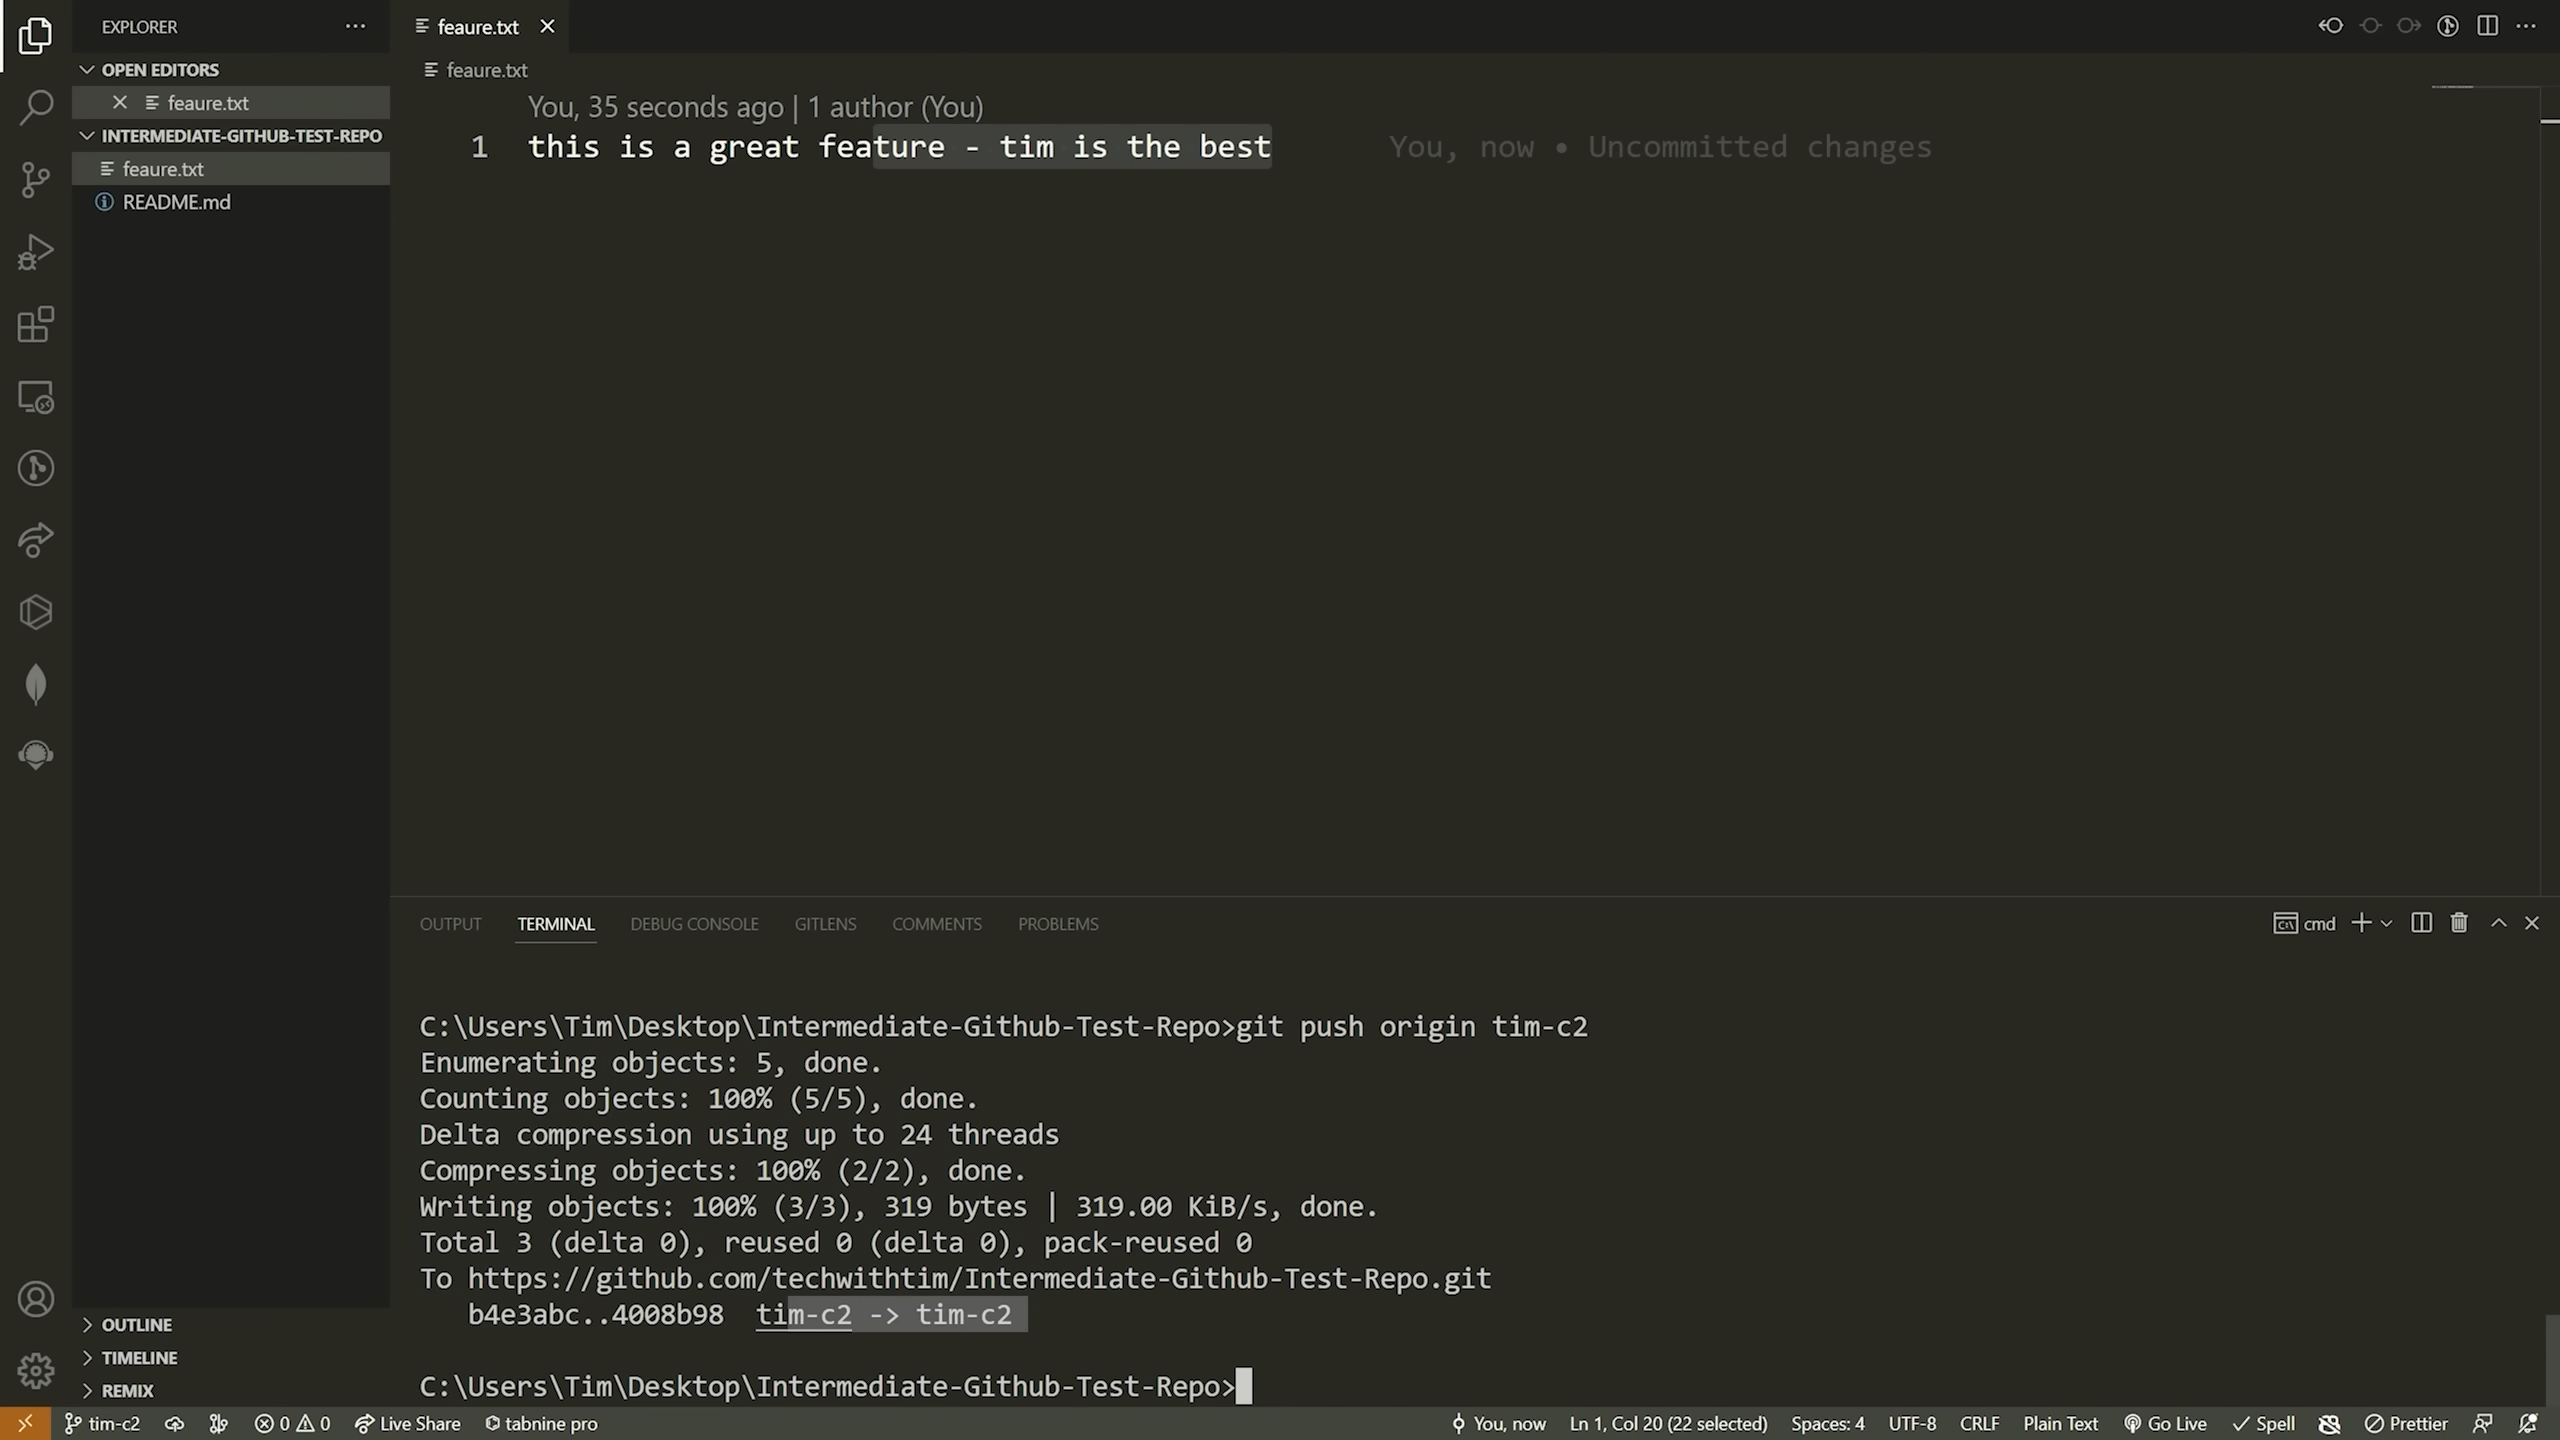 EXPLORER
feaure.txt
OPEN EDITORS
feaure.txt
INTERMEDIATE-GITHUB-TEST-REPO
feaure.txt
README.md
feaure.txt
You, 35 seconds ago | 1 author (You)
1 this is a great feature - tim is the best You, now • Uncommitted changes
OUTPUT TERMINAL DEBUG CONSOLE GITLENS COMMENTS PROBLEMS
cmd
C:\Users\Tim\Desktop\Intermediate-Github-Test-Repo>git push origin tim-c2
Enumerating objects: 5, done.
Counting objects: 100% (5/5), done.
Delta compression using up to 24 threads
Compressing objects: 100% (2/2), done.
Writing objects: 100% (3/3), 319 bytes | 319.00 KiB/s, done.
Total 3 (delta 0), reused 0 (delta 0), pack-reused 0
To https://github.com/techwithtim/Intermediate-Github-Test-Repo.git
b4e3abc..4008b98 tim-c2 -> tim-c2
C:\Users\Tim\Desktop\Intermediate-Github-Test-Repo>
OUTLINE
TIMELINE
REMIX
tim-c2 0 0 Live Share tabnine pro You, now Ln 1, Col 20 (22 selected) Spaces: 4 UTF-8 CRLF Plain Text Go Live Spell Prettier